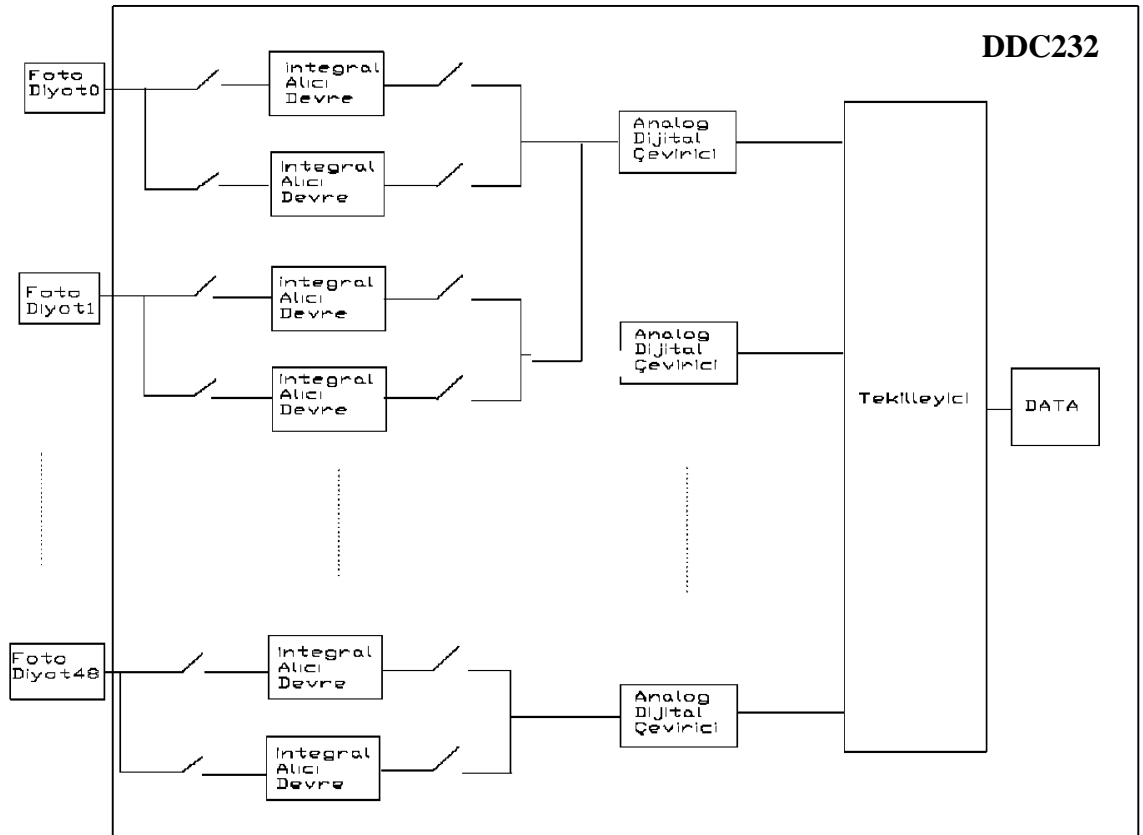 DDC232
Foto
Diyot0
Integral
Alıcı
Devre
Integral
Alıcı
Devre
Analog
Dijital
Çevirici
Foto
Diyot1
Integral
Alıcı
Devre
Integral
Alıcı
Devre
Analog
Dijital
Çevirici
Tekilleyici
DATA
Foto
Diyot48
Integral
Alıcı
Devre
Integral
Alıcı
Devre
Analog
Dijital
Çevirici